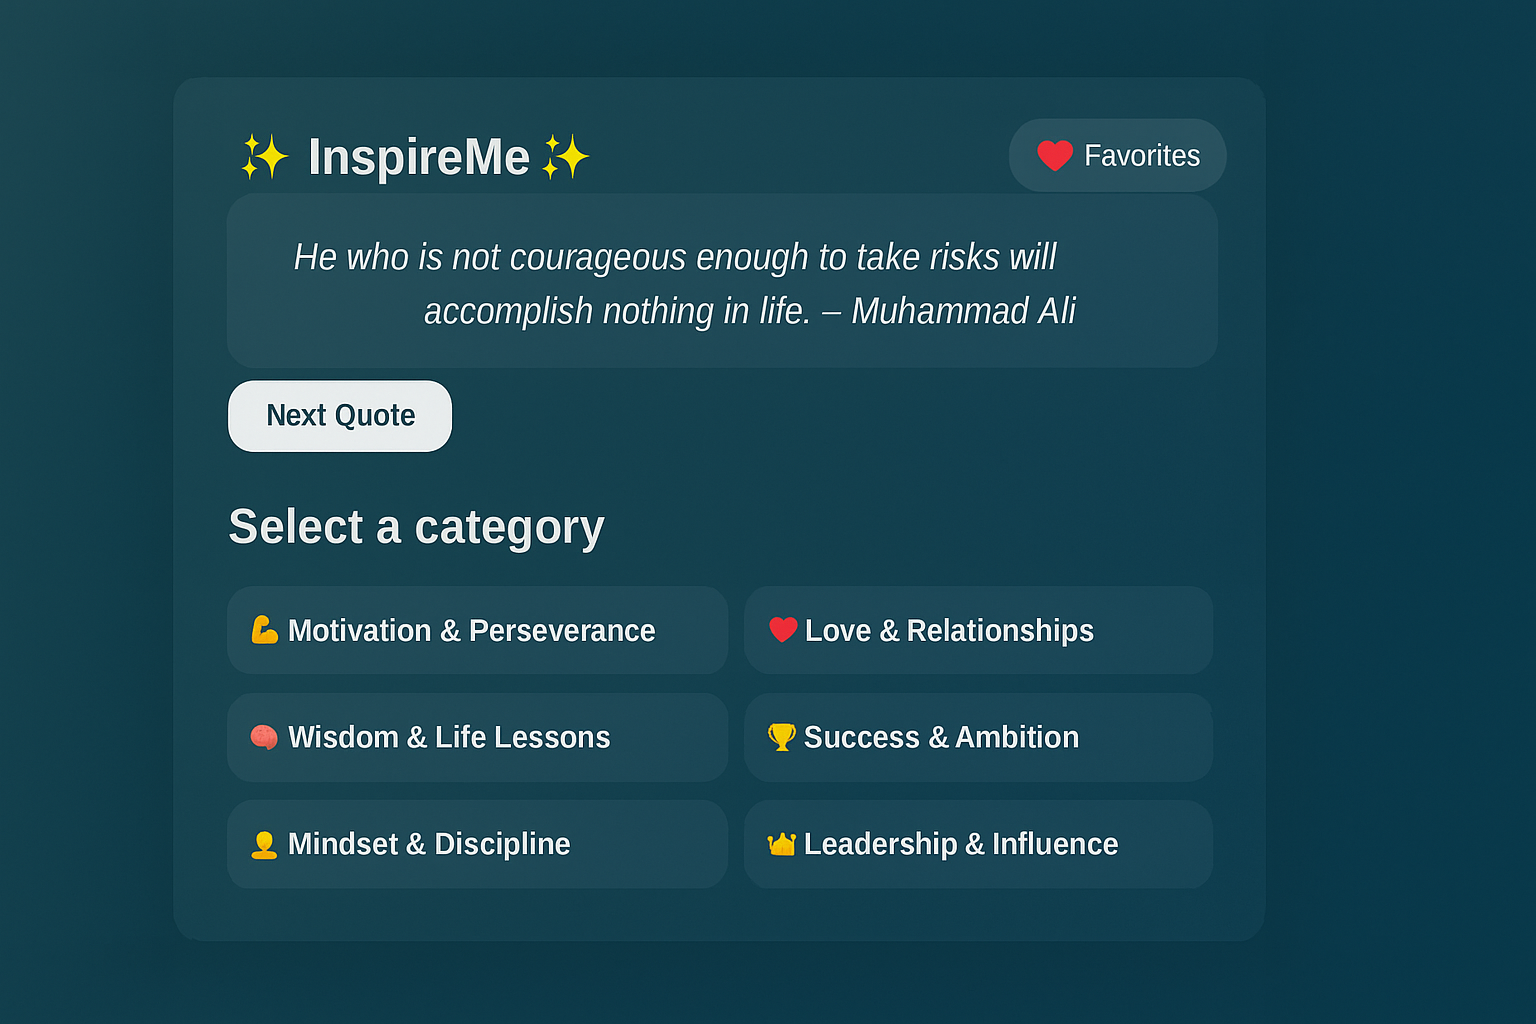 ✨ InspireMe ✨
❤️ Favorites
He who is not courageous enough to take risks will
accomplish nothing in life. – Muhammad Ali
Next Quote
Select a category
💪 Motivation & Perseverance
❤️ Love & Relationships
🧠 Wisdom & Life Lessons
🏆 Success & Ambition
👤 Mindset & Discipline
👑 Leadership & Influence